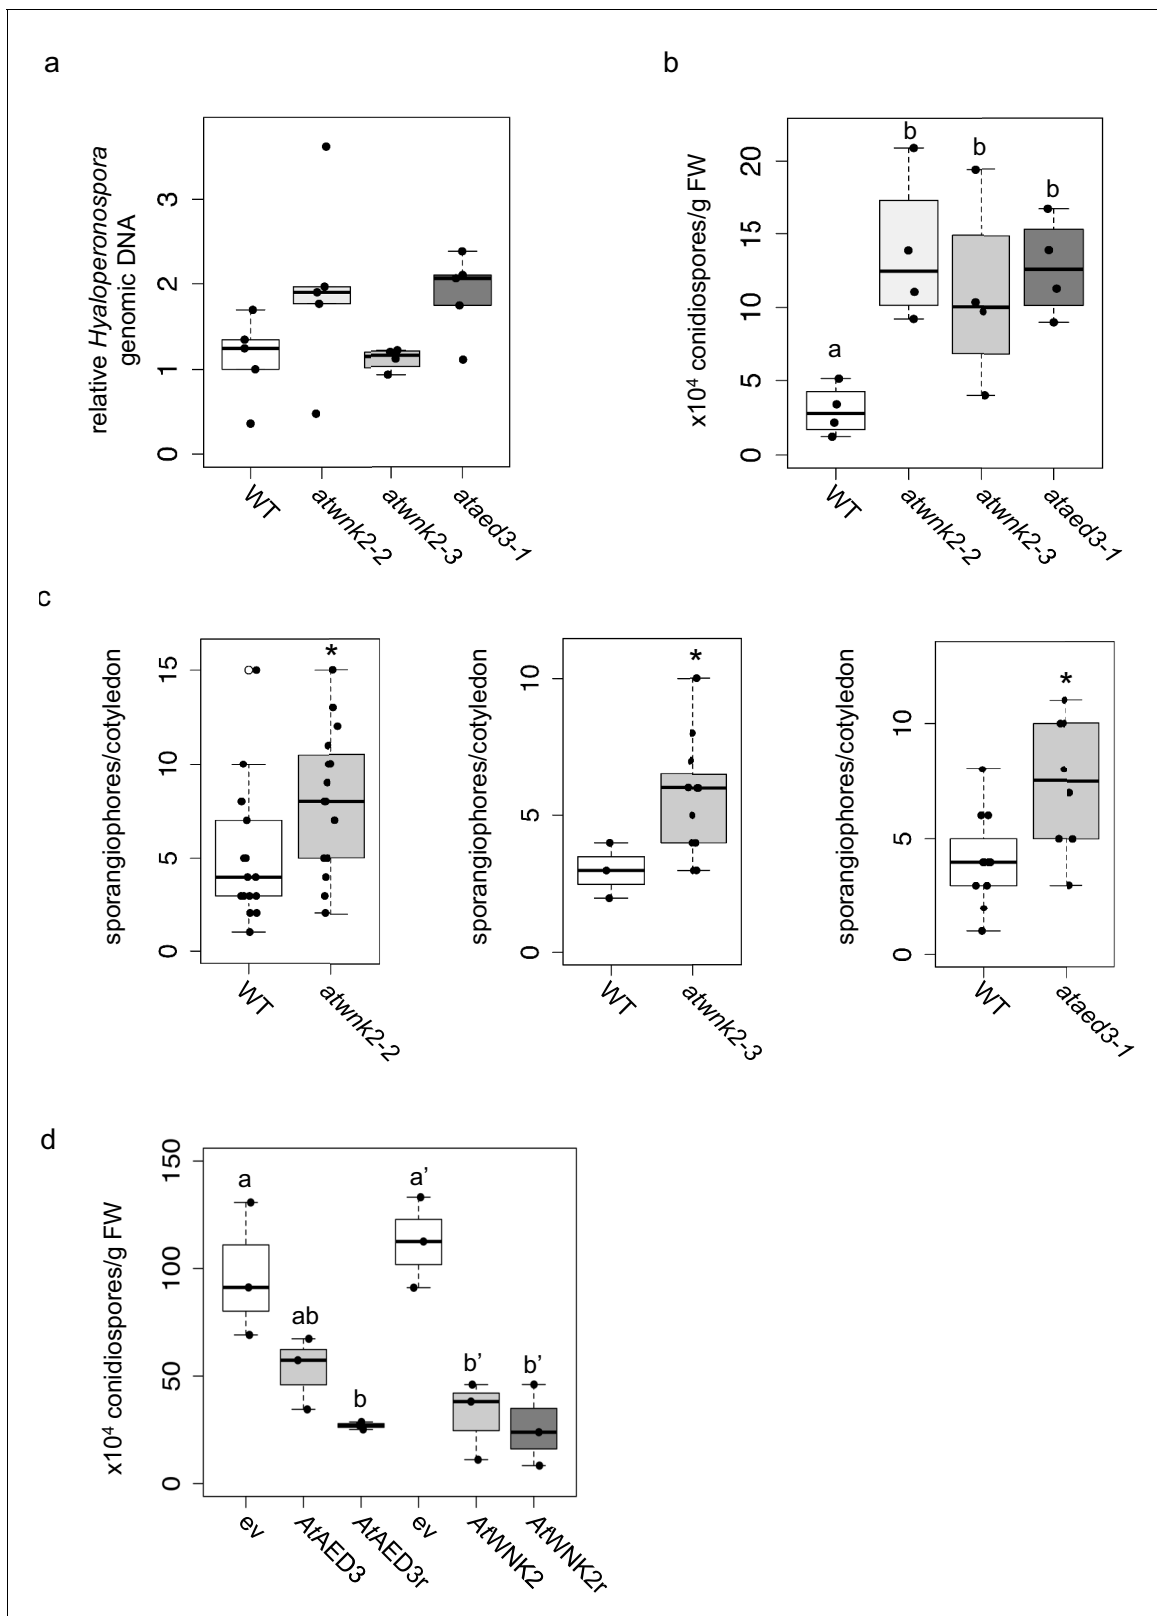 a
relative Hyaloperonospora
genomic DNA
0
1
2
3
WT
atwnk2-2
atwnk2-3
ataed3-1
b
x10⁴ conidiospores/g FW
0
5
10
15
20
a
b
b
b
WT
atwnk2-2
atwnk2-3
ataed3-1
c
sporangiophores/cotyledon
0
5
10
15
*
WT
atwnk2-2
sporangiophores/cotyledon
0
5
10
*
WT
atwnk2-3
sporangiophores/cotyledon
0
5
10
*
WT
ataed3-1
d
x10⁴ conidiospores/g FW
0
50
100
150
a
ab
b
a’
b’
b’
ev
AtAED3
AtAED3r
ev
AtWNK2
AtWNK2r